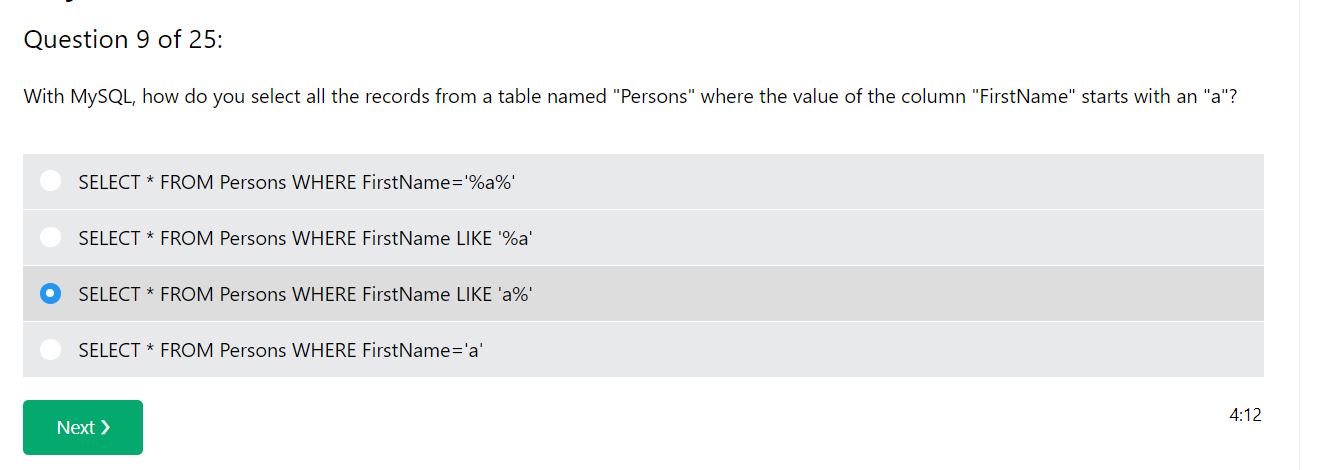 Question 9 of 25:
With MySQL, how do you select all the records from a table named "Persons" where the value of the column "FirstName" starts with an "a"?
SELECT * FROM Persons WHERE FirstName='%a%'
SELECT * FROM Persons WHERE FirstName LIKE '%a'
SELECT * FROM Persons WHERE FirstName LIKE 'a%'
SELECT * FROM Persons WHERE FirstName='a'
Next ❯
4:12